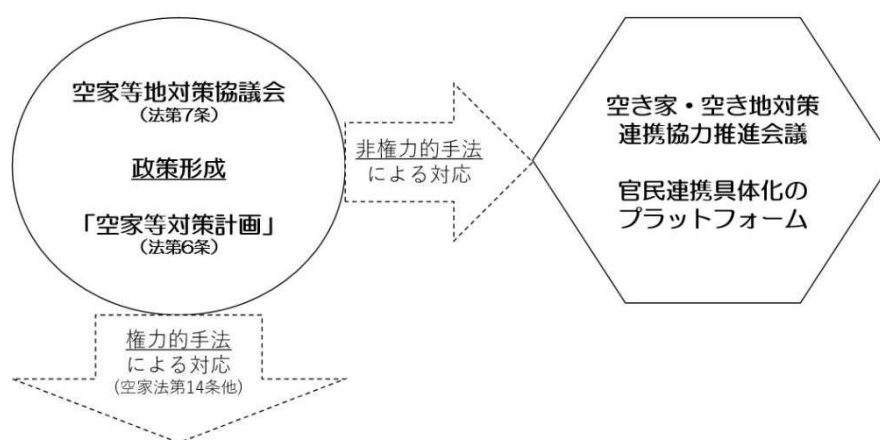 空家等地対策協議会
(法第7条)
政策形成
「空家等対策計画」
(法第6条)
非権力的手法
による対応
空き家・空き地対策
連携協力推進会議
官民連携具体化の
プラットフォーム
権力的手法
による対応
(空家法第14条他)